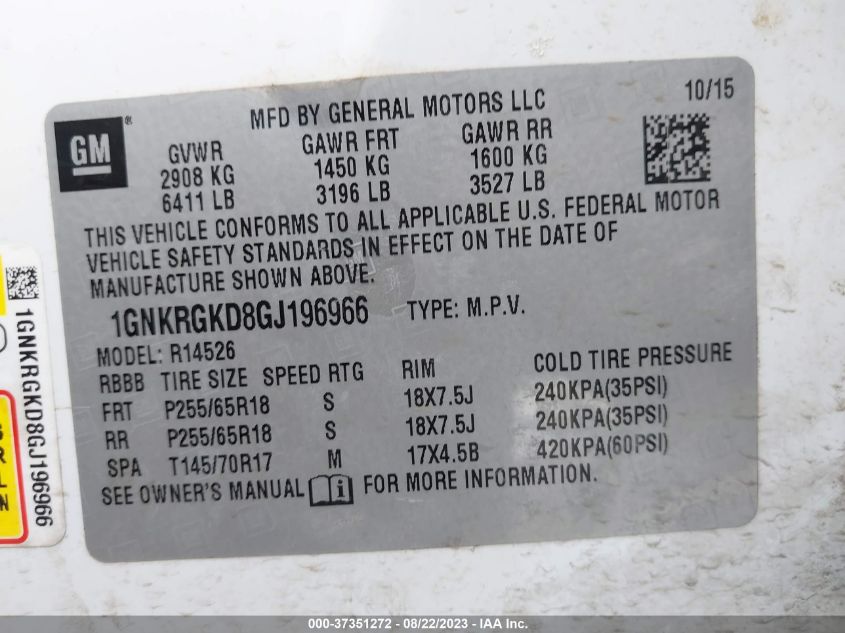 10/15
MFD BY GENERAL MOTORS LLC
GM®
GVWR GAWR FRT GAWR RR
2908 KG 1450 KG 1600 KG
6411 LB 3196 LB 3527 LB
THIS VEHICLE CONFORMS TO ALL APPLICABLE U.S. FEDERAL MOTOR
VEHICLE SAFETY STANDARDS IN EFFECT ON THE DATE OF
MANUFACTURE SHOWN ABOVE.
1GNKRGKD8GJ196966 TYPE: M.P.V.
MODEL: R14526
RBBB TIRE SIZE SPEED RTG RIM COLD TIRE PRESSURE
FRT P255/65R18 S 18X7.5J 240KPA(35PSI)
RR P255/65R18 S 18X7.5J 240KPA(35PSI)
SPA T145/70R17 M 17X4.5B 420KPA(60PSI)
SEE OWNER'S MANUAL i FOR MORE INFORMATION.
1GNKRGKD8GJ196966
000-37351272 - 08/22/2023 - IAA Inc.